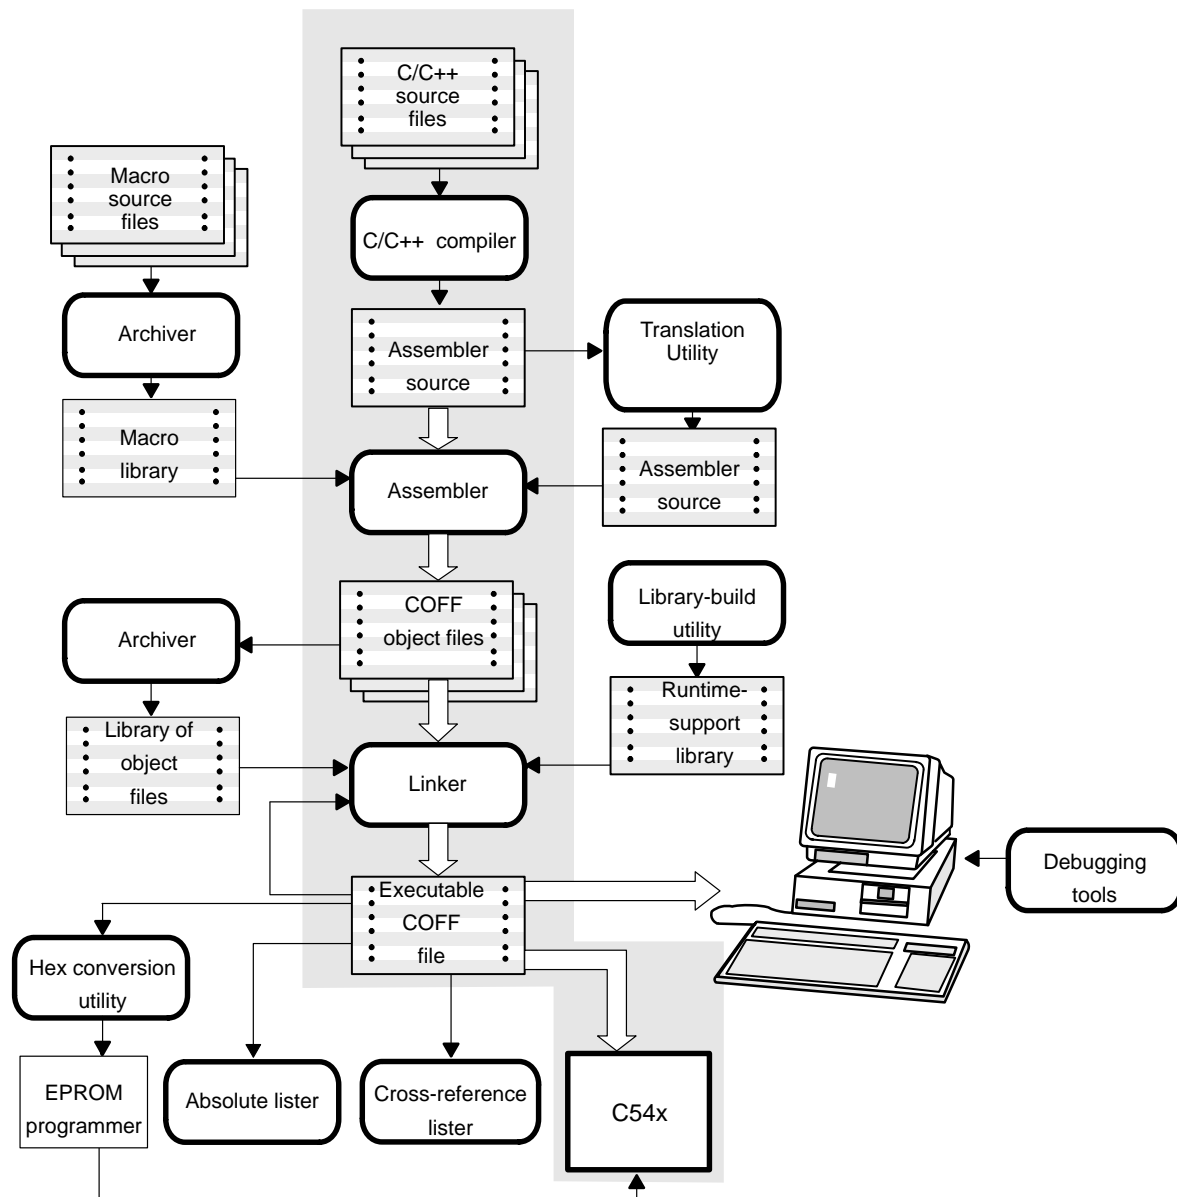 C/C++
source
files
Macro
source
files
C/C++ compiler
Archiver
Translation
Utility
Assembler
source
Macro
library
Assembler
Assembler
source
COFF
object files
Library-build
utility
Archiver
Runtime-
support
library
Library of
object
files
Linker
Debugging
tools
Executable
COFF
file
Hex conversion
utility
EPROM
programmer
Absolute lister
Cross-reference
lister
C54x